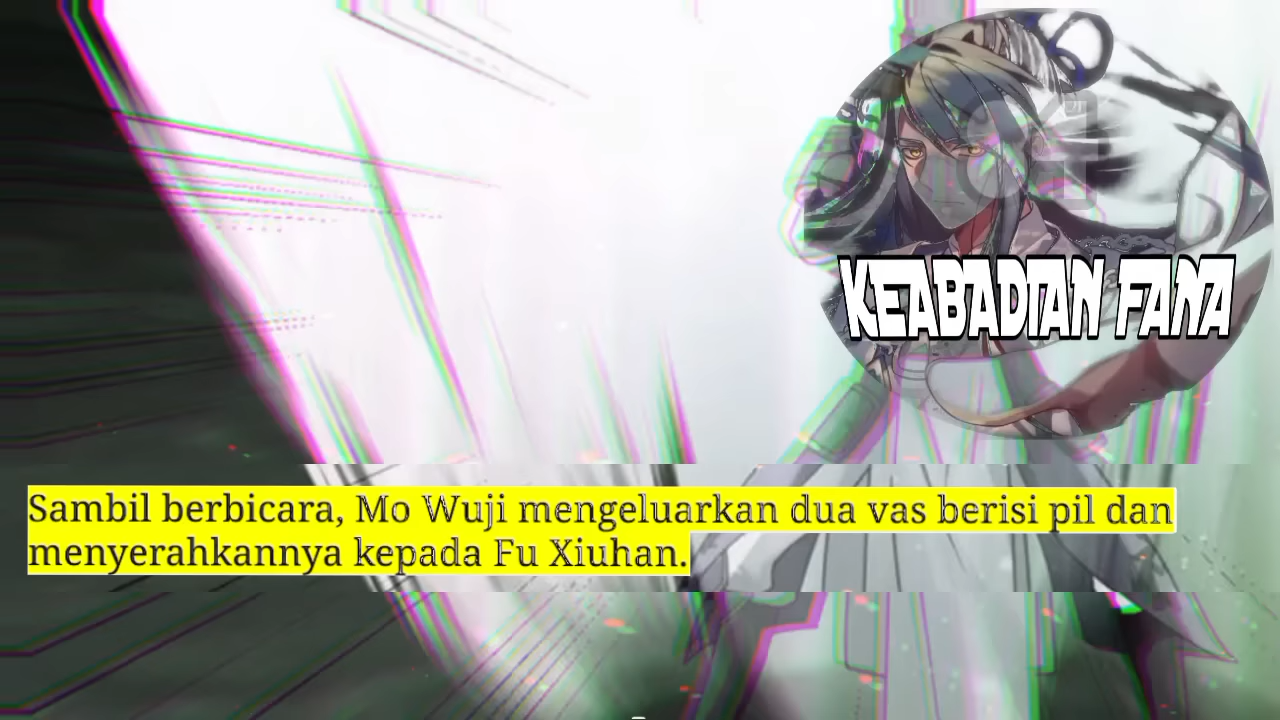 KEABADIAN FANA
Sambil berbicara, Mo Wuji mengeluarkan dua vas berisi pil dan
menyerahkannya kepada Fu Xiuhan.